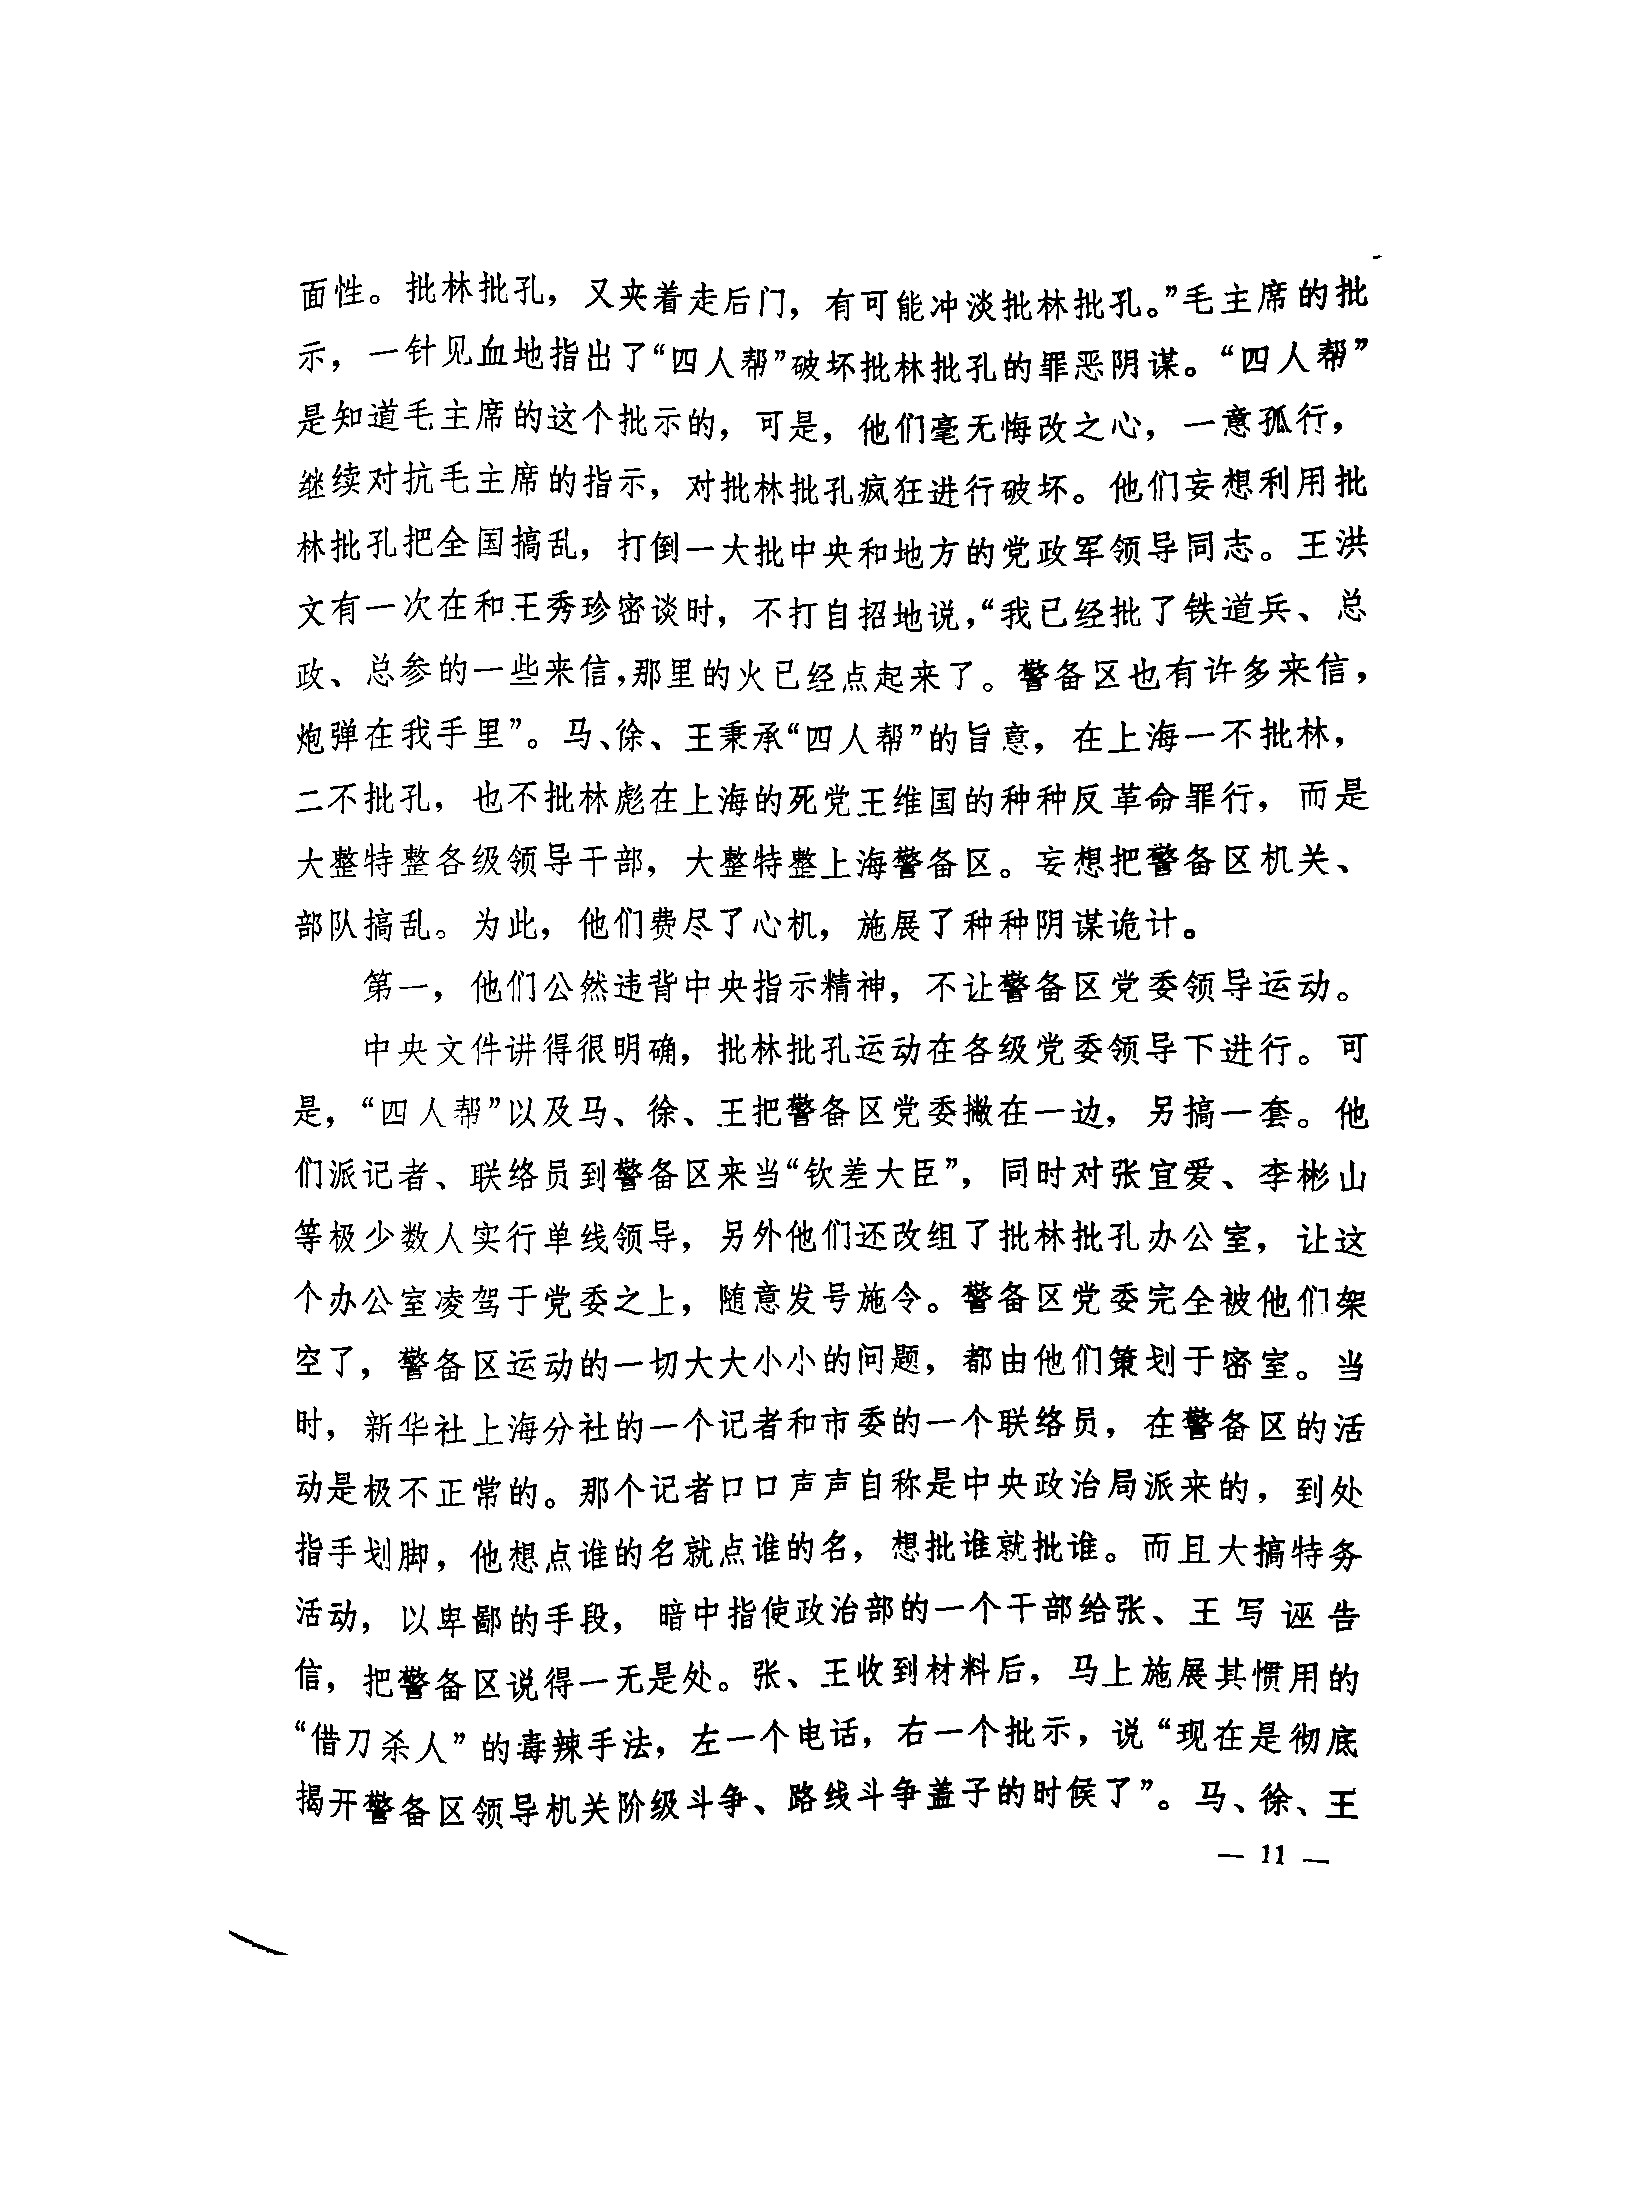 面性。批林批孔，又夹着走后门，有可能冲淡批林批孔。”毛主席的批
示，一针见血地指出了“四人帮”破坏批林批孔的罪恶阴谋。“四人帮”
是知道毛主席的这个批示的，可是，他们毫无悔改之心，一意孤行，
继续对抗毛主席的指示，对批林批孔疯狂进行破坏。他们妄想利用批
林批孔把全国搞乱，打倒一大批中央和地方的党政军领导同志。王洪
文有一次在和王秀珍密谈时，不打自招地说，“我已经批了铁道兵、总
政、总参的一些来信，那里的火已经点起来了。警备区也有许多来信，
炮弹在我手里”。马、徐、王秉承“四人帮”的旨意，在上海一不批林，
二不批孔，也不批林彪在上海的死党王维国的种种反革命罪行，而是
大整特整各级领导干部，大整特整上海警备区。妄想把警备区机关、
部队搞乱。为此，他们费尽了心机，施展了种种阴谋诡计。
第一，他们公然违背中央指示精神，不让警备区党委领导运动。
中央文件讲得很明确，批林批孔运动在各级党委领导下进行。可
是，“四人帮”以及马、徐、王把警备区党委撇在一边，另搞一套。他
们派记者、联络员到警备区来当“钦差大臣”，同时对张宜爱、李彬山
等极少数人实行单线领导，另外他们还改组了批林批孔办公室，让这
个办公室凌驾于党委之上，随意发号施令。警备区党委完全被他们架
空了，警备区运动的一切大大小小的问题，都由他们策划于密室。当
时，新华社上海分社的一个记者和市委的一个联络员，在警备区的活
动是极不正常的。那个记者口口声声自称是中央政治局派来的，到处
指手划脚，他想点谁的名就点谁的名，想批谁就批谁。而且大搞特务
活动，以卑鄙的手段，暗中指使政治部的一个干部给张、王写诬告
信，把警备区说得一无是处。张、王收到材料后，马上施展其惯用的
“借刀杀人”的毒辣手法，左一个电话，右一个批示，说“现在是彻底
揭开警备区领导机关阶级斗争、路线斗争盖子的时候了”。马、徐、王
— 11 —